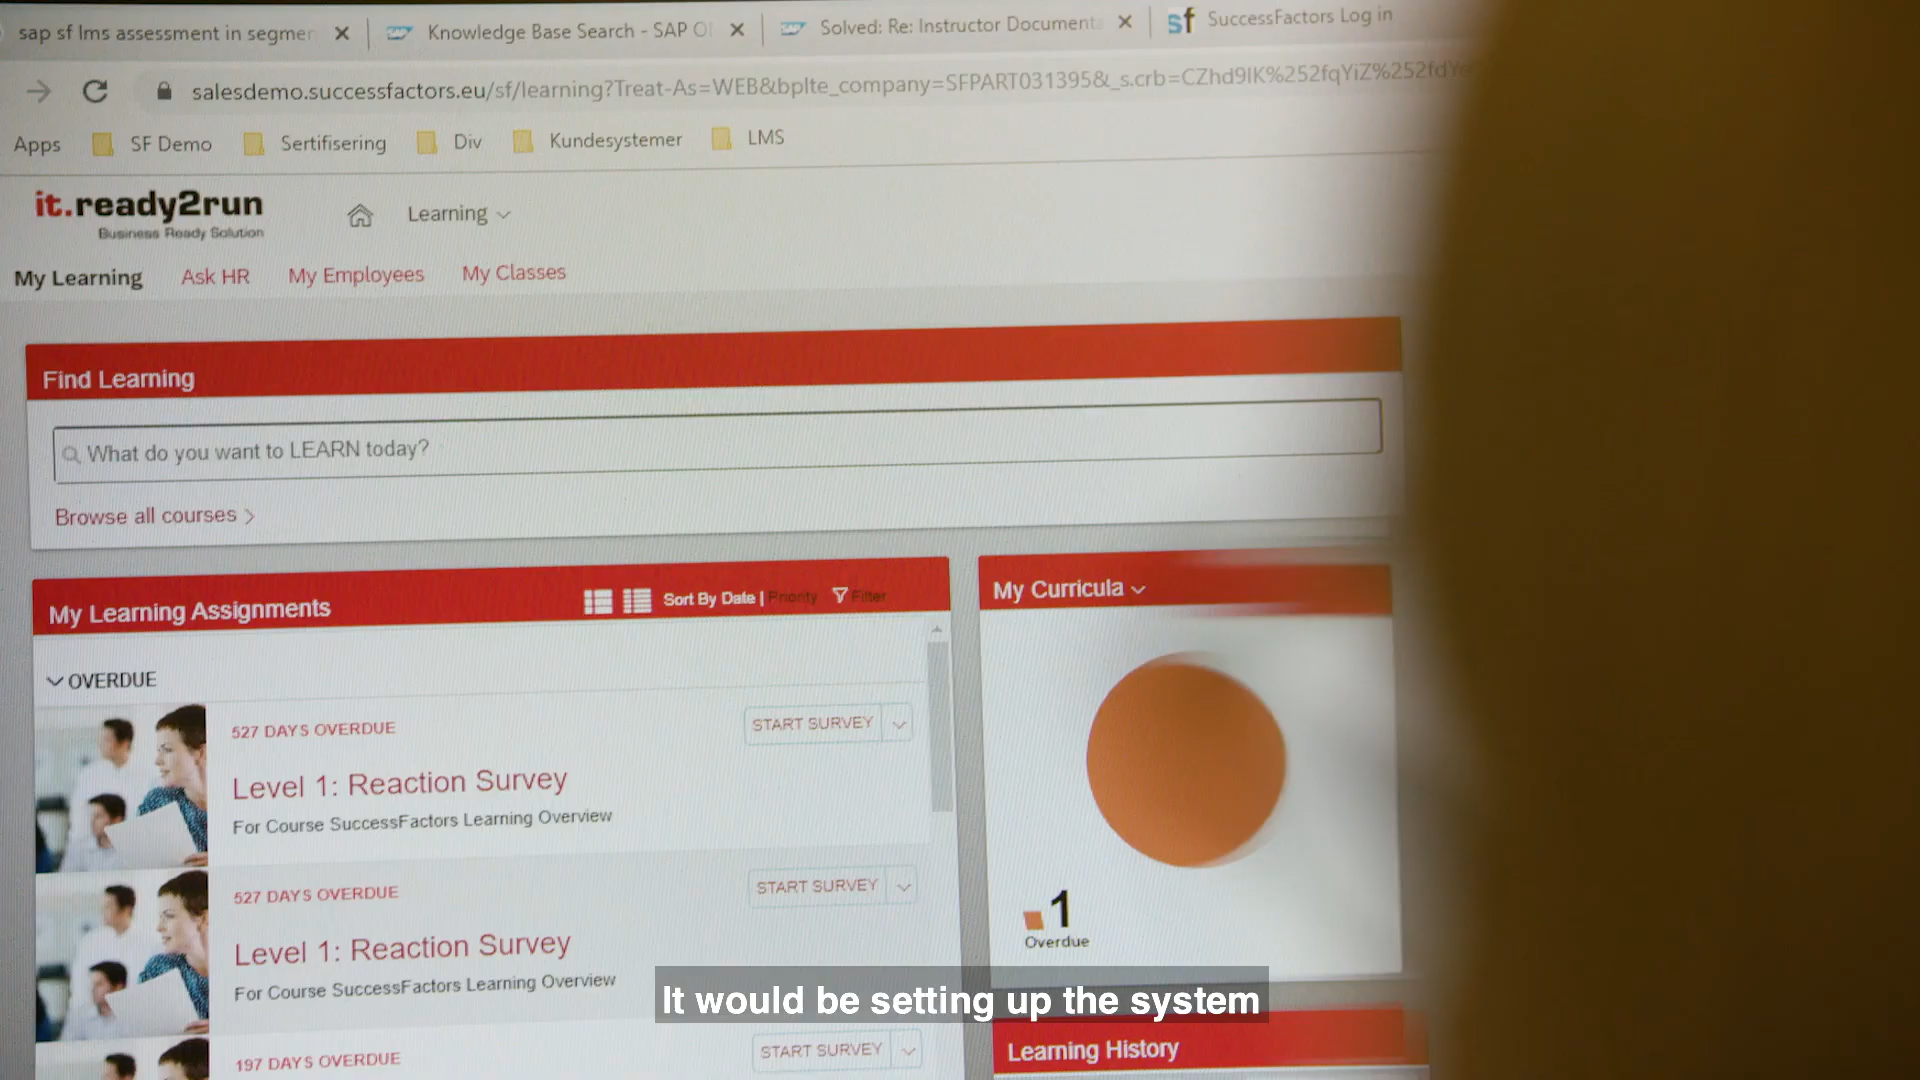 sap sf lms assessment in segmen
Knowledge Base Search - SAP O
Solved: Re: Instructor Documenta
sf SuccessFactors Log in
salesdemo.successfactors.eu/sf/learning?Treat-As=WEB&bplte_company=SFPART031395&_s.crb=CZhd9lK%252fqYiZ%252fdY
Apps
SF Demo
Sertifisering
Div
Kundesystemer
LMS
it.ready2run
Business Ready Solution
Learning
My Learning
Ask HR
My Employees
My Classes
Find Learning
What do you want to LEARN today?
Browse all courses >
My Learning Assignments
Sort By Date | Priority
Filter
My Curricula
OVERDUE
527 DAYS OVERDUE
START SURVEY
Level 1: Reaction Survey
For Course SuccessFactors Learning Overview
527 DAYS OVERDUE
START SURVEY
Level 1: Reaction Survey
For Course SuccessFactors Learning Overview
1
Overdue
It would be setting up the system
197 DAYS OVERDUE
START SURVEY
Learning History